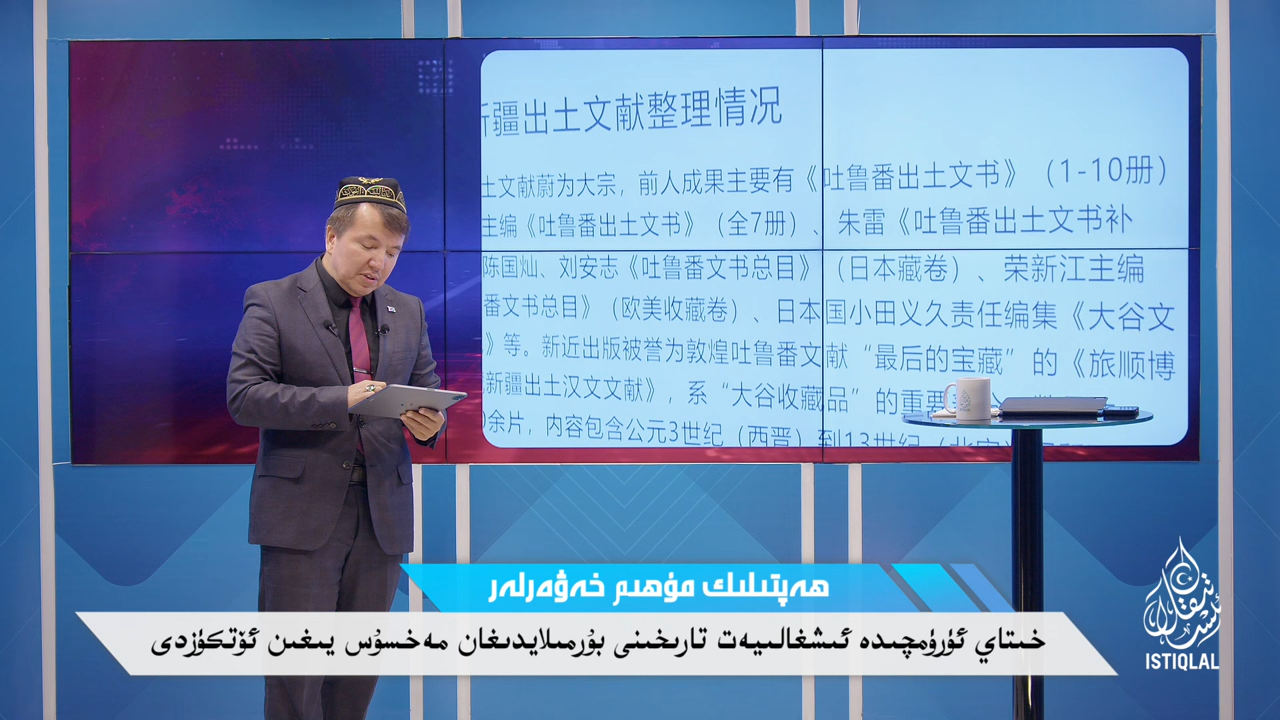 新疆出土文献整理情况
土文献蔚为大宗，前人成果主要有《吐鲁番出土文书》（1-10册）
主编《吐鲁番出土文书》（全7册）、朱雷《吐鲁番出土文书补
陈国灿、刘安志《吐鲁番文书总目》（日本藏卷）、荣新江主编
番文书总目》（欧美收藏卷）、日本国小田义久责任编集《大谷文
》等。新近出版被誉为敦煌吐鲁番文献“最后的宝藏”的《旅顺博
新疆出土汉文文献》，系“大谷收藏品”的重要
余片，内容包含公元3世纪（西晋）到13世纪
ھەپتىلىك مۇھىم خەۋەرلەر
خىتاي ئۈرۈمچىدە ئىشغالىيەت تارىخىنى بۇرمىلايدىغان مەخسۇس يىغىن ئۆتكۈزدى
ISTIQLAL